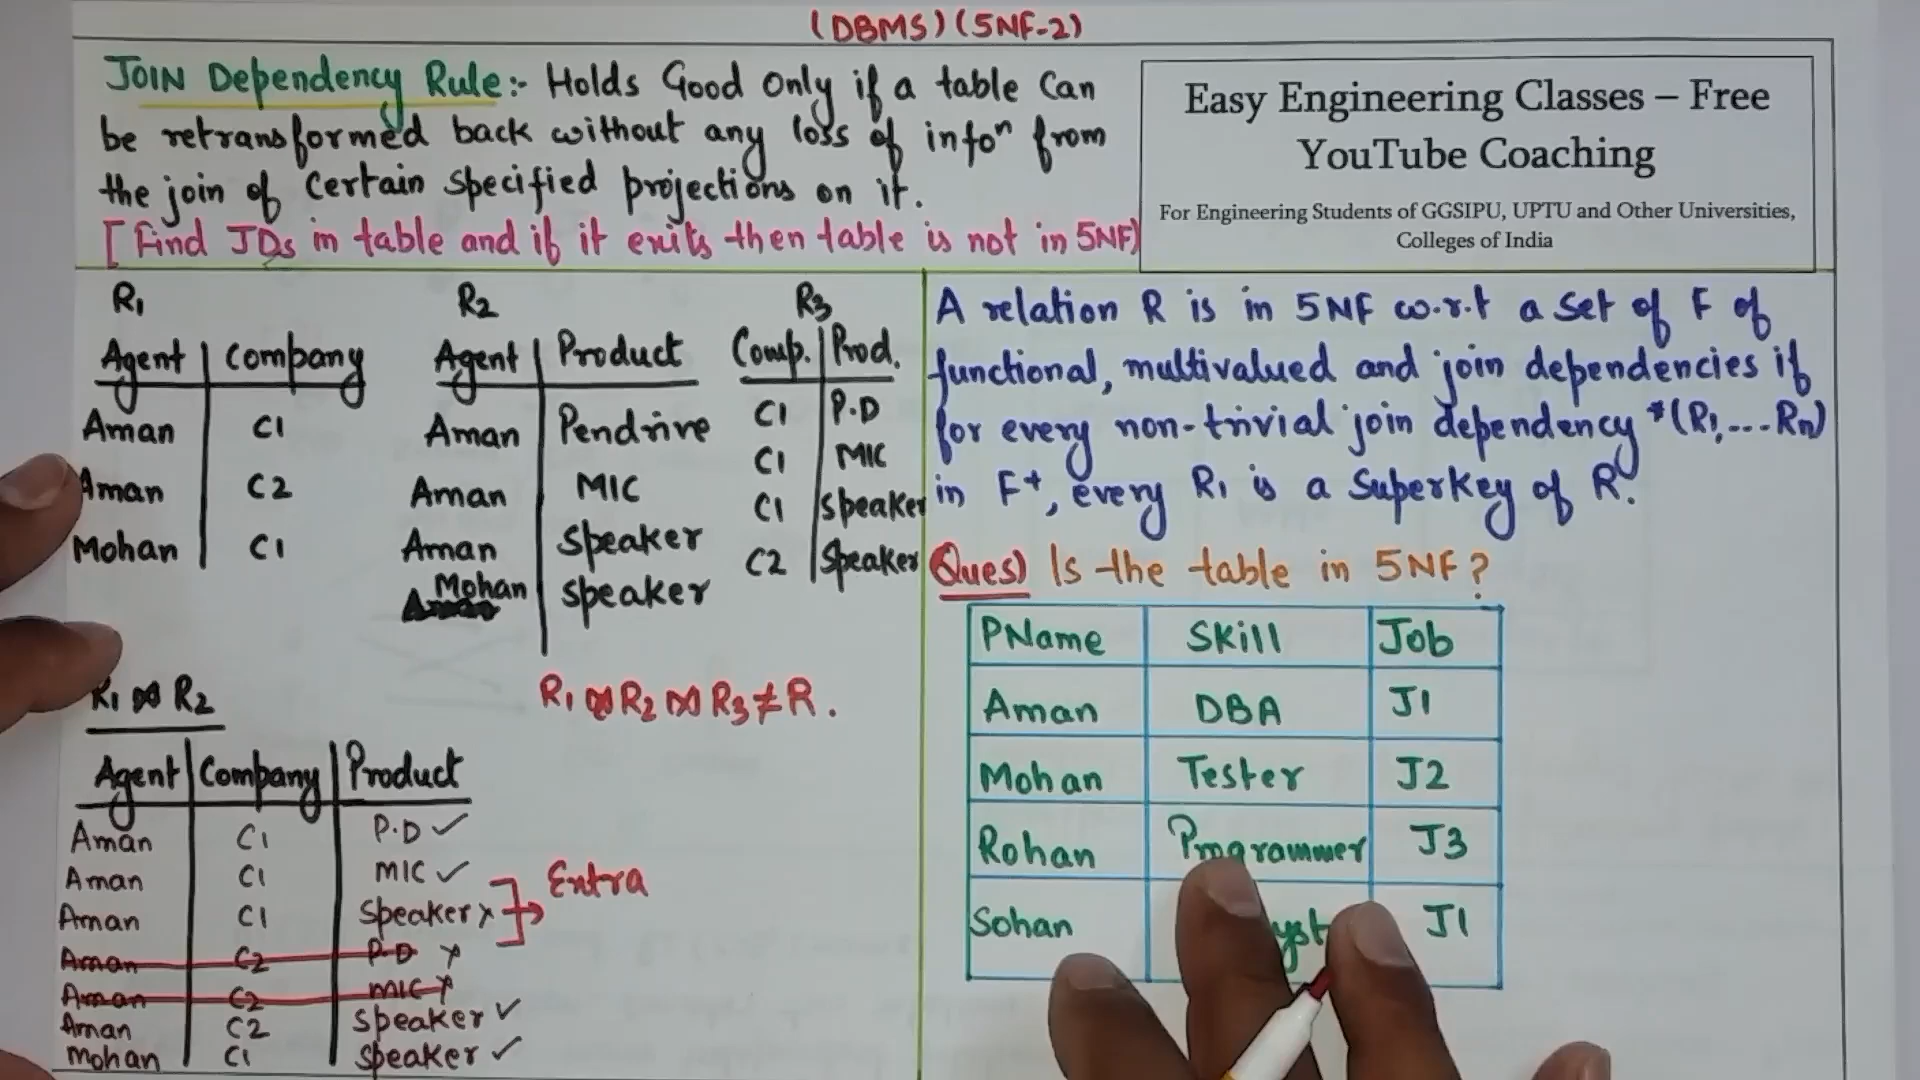 (DBMS) (5NF-2)
JOIN Dependency Rule:- Holds Good Only if a table Can
be retransformed back without any loss of infoⁿ from
the join of Certain specified projections on it.
[Find JDs in table and if it exits then table is not in 5NF)
Easy Engineering Classes – Free
YouTube Coaching
For Engineering Students of GGSIPU, UPTU and Other Universities,
Colleges of India
R1
Agent Company
Aman C1
Aman C2
Mohan C1
R2
Agent Product
Aman Pendrive
Aman MIC
Aman Speaker
Mohan Speaker
R3
Comp. Prod.
C1 P.D
C1 MIC
C1 Speaker
C2 Speaker
R1 ⋈ R2
R1 ⋈ R2 ⋈ R3 ≠ R.
Agent Company Product
Aman C1 P.D ✓
Aman C1 MIC ✓
Aman C1 Speaker x
Aman C2 P.D x
Aman C2 MIC x
Aman C2 Speaker ✓
Mohan C1 Speaker ✓
Extra
A relation R is in 5NF w.r.t a Set of F of
functional, multivalued and join dependencies if
for every non-trivial join dependency *(R1,...Rn)
in F+, every R1 is a Superkey of R.
Ques) Is the table in 5NF?
PName Skill Job
Aman DBA J1
Mohan Tester J2
Rohan Programmer J3
Sohan J1